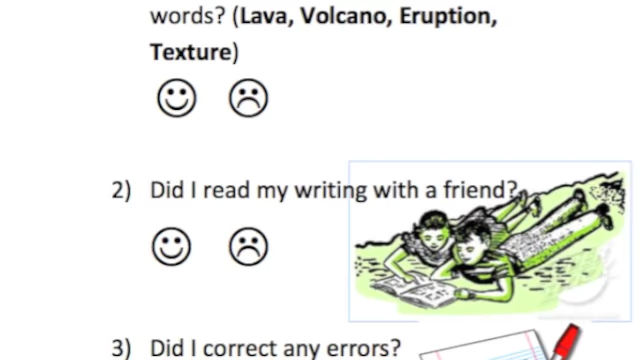 words? (Lava, Volcano, Eruption,
Texture)
2) Did I read my writing with a friend?
3) Did I correct any errors?